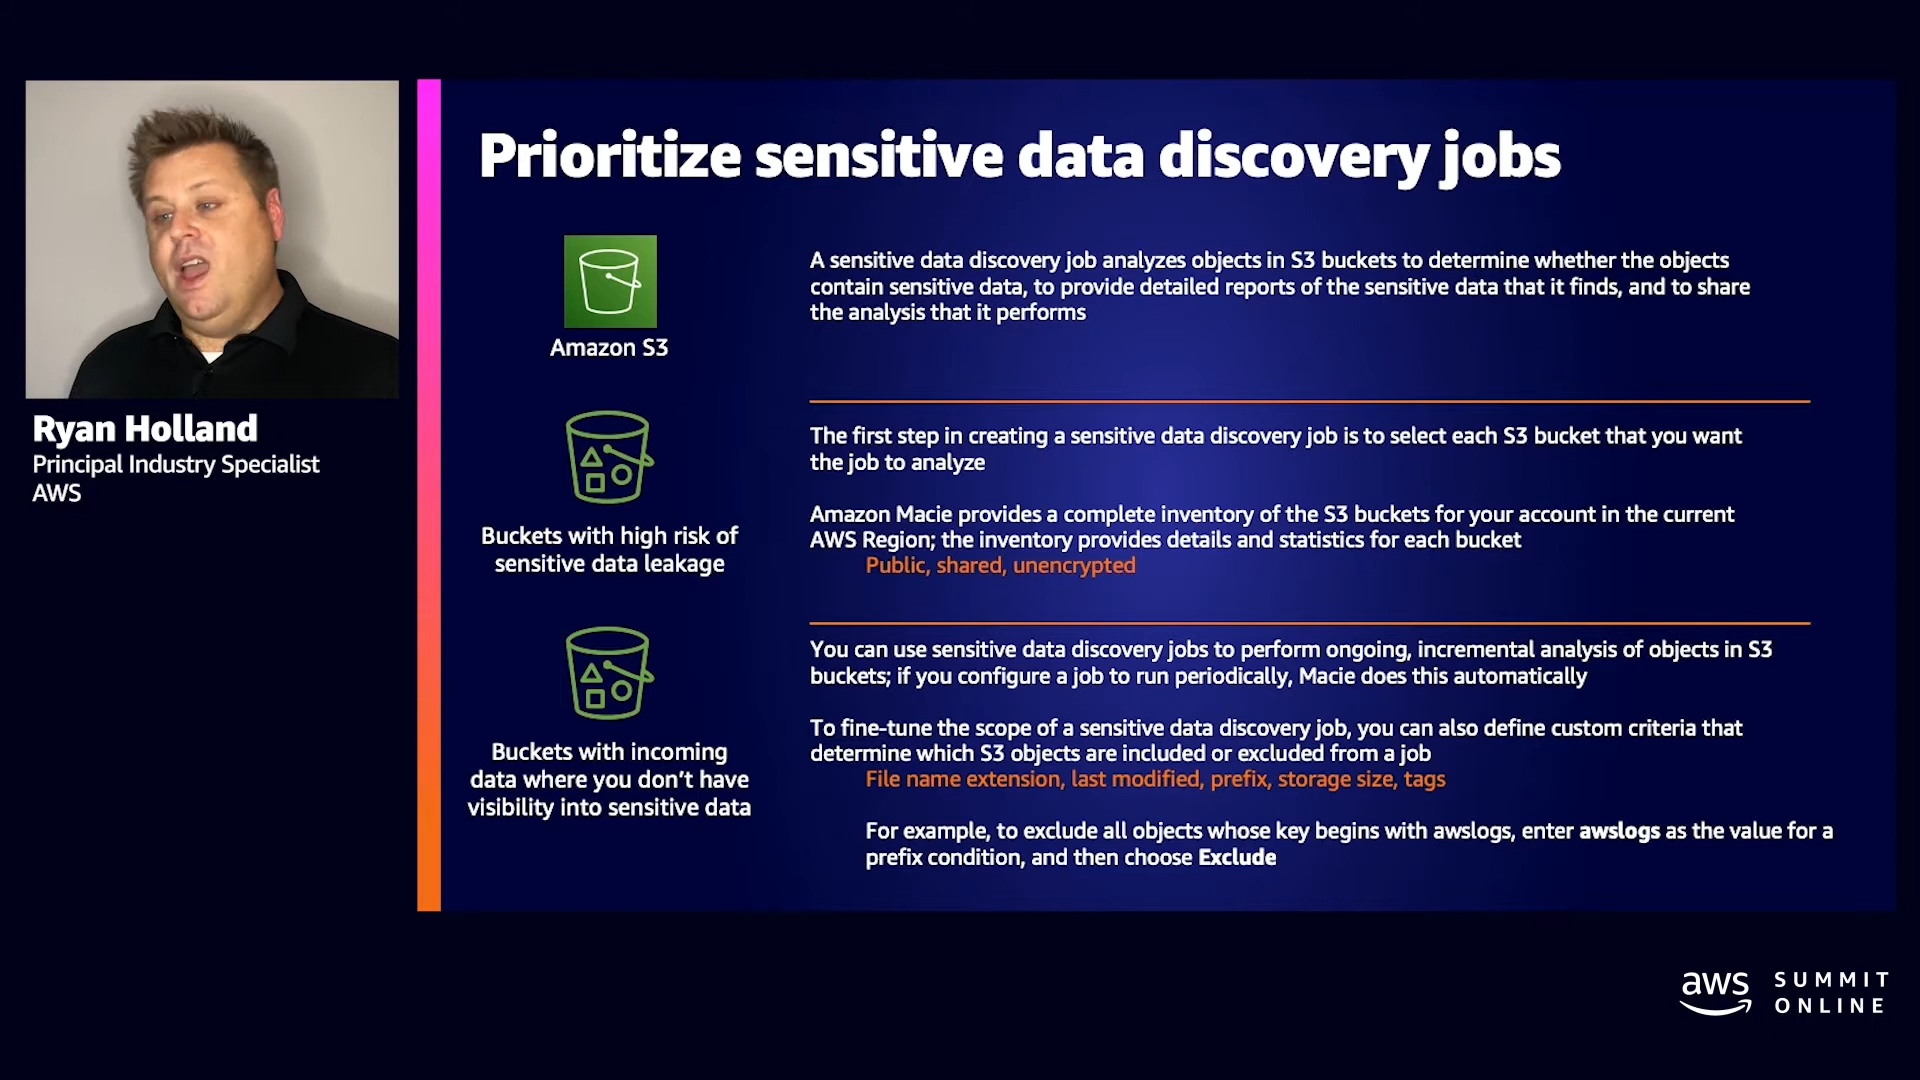 Prioritize sensitive data discovery jobs
Ryan Holland
Principal Industry Specialist
AWS
Amazon S3
A sensitive data discovery job analyzes objects in S3 buckets to determine whether the objects
contain sensitive data, to provide detailed reports of the sensitive data that it finds, and to share
the analysis that it performs
Buckets with high risk of
sensitive data leakage
The first step in creating a sensitive data discovery job is to select each S3 bucket that you want
the job to analyze
Amazon Macie provides a complete inventory of the S3 buckets for your account in the current
AWS Region; the inventory provides details and statistics for each bucket
Public, shared, unencrypted
Buckets with incoming
data where you don't have
visibility into sensitive data
You can use sensitive data discovery jobs to perform ongoing, incremental analysis of objects in S3
buckets; if you configure a job to run periodically, Macie does this automatically
To fine-tune the scope of a sensitive data discovery job, you can also define custom criteria that
determine which S3 objects are included or excluded from a job
File name extension, last modified, prefix, storage size, tags
For example, to exclude all objects whose key begins with awslogs, enter awslogs as the value for a
prefix condition, and then choose Exclude
aws
SUMMIT
ONLINE